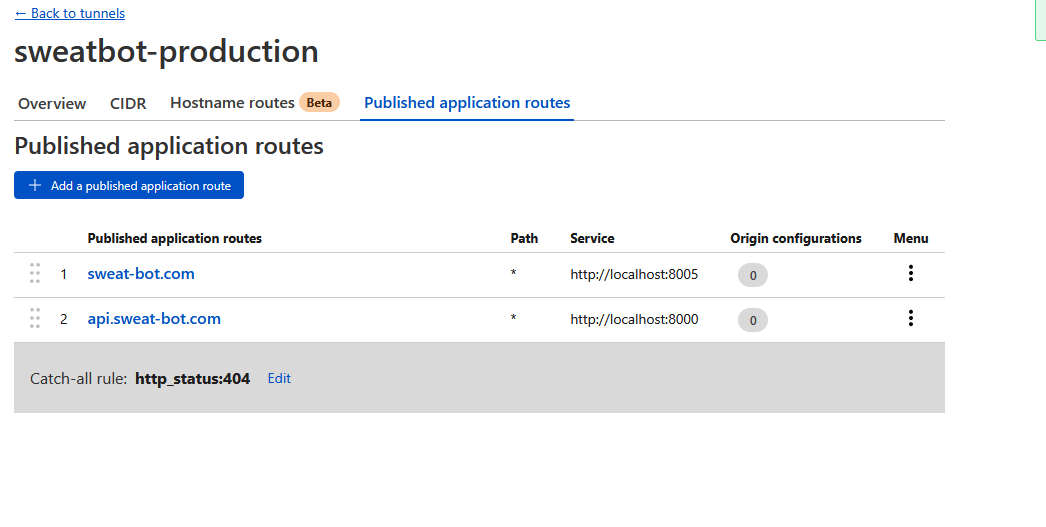 ← Back to tunnels
sweatbot-production
Overview CIDR Hostname routes Beta Published application routes
Published application routes
+ Add a published application route
Published application routes Path Service Origin configurations Menu
1 sweat-bot.com * http://localhost:8005 0
2 api.sweat-bot.com * http://localhost:8000 0
Catch-all rule: http_status:404 Edit